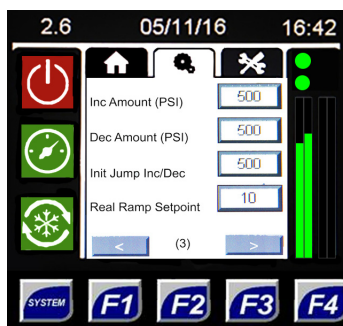 2.6 05/11/16 16:42
Inc Amount (PSI) 500
Dec Amount (PSI) 500
Init Jump Inc/Dec 500
Real Ramp Setpoint 10
< (3) >
SYSTEM F1 F2 F3 F4